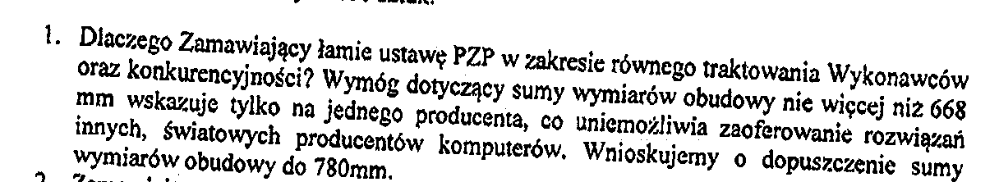 1. Dlaczego Zamawiający łamie ustawę PZP w zakresie równego traktowania Wykonawców
oraz konkurencyjności? Wymóg dotyczący sumy wymiarów obudowy nie więcej niż 668
mm wskazuje tylko na jednego producenta, co uniemożliwia zaoferowanie rozwiązań
innych, światowych producentów komputerów. Wnioskujemy o dopuszczenie sumy
wymiarów obudowy do 780mm.
2.